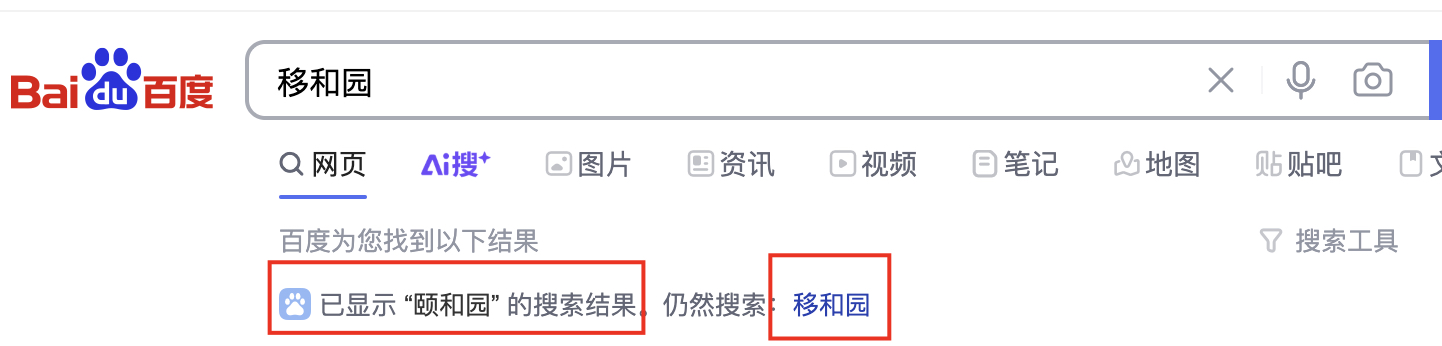 Bai du 百度 移和园
网页 Ai搜 图片 资讯 视频 笔记 地图 贴 贴吧
百度为您找到以下结果 搜索工具
已显示 “颐和园” 的搜索结果。仍然搜索：移和园